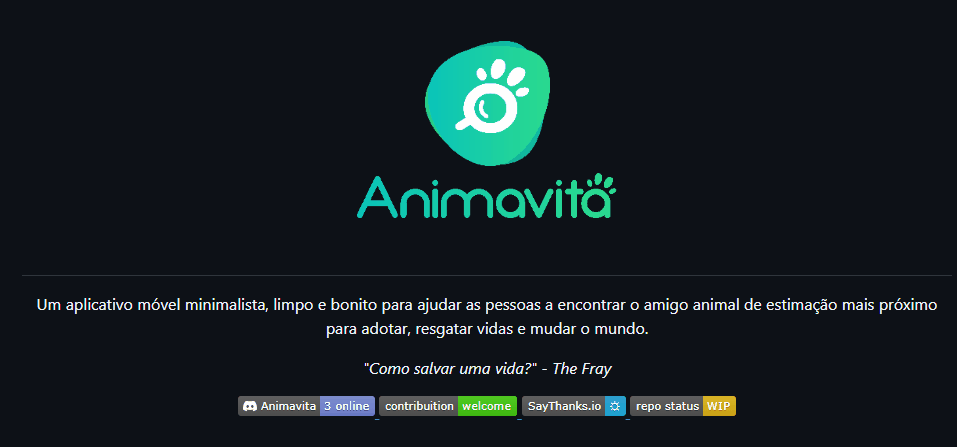 Animavita
Um aplicativo móvel minimalista, limpo e bonito para ajudar as pessoas a encontrar o amigo animal de estimação mais próximo
para adotar, resgatar vidas e mudar o mundo.
"Como salvar uma vida?" - The Fray
Animavita 3 online contribuition welcome SayThanks.io repo status WIP